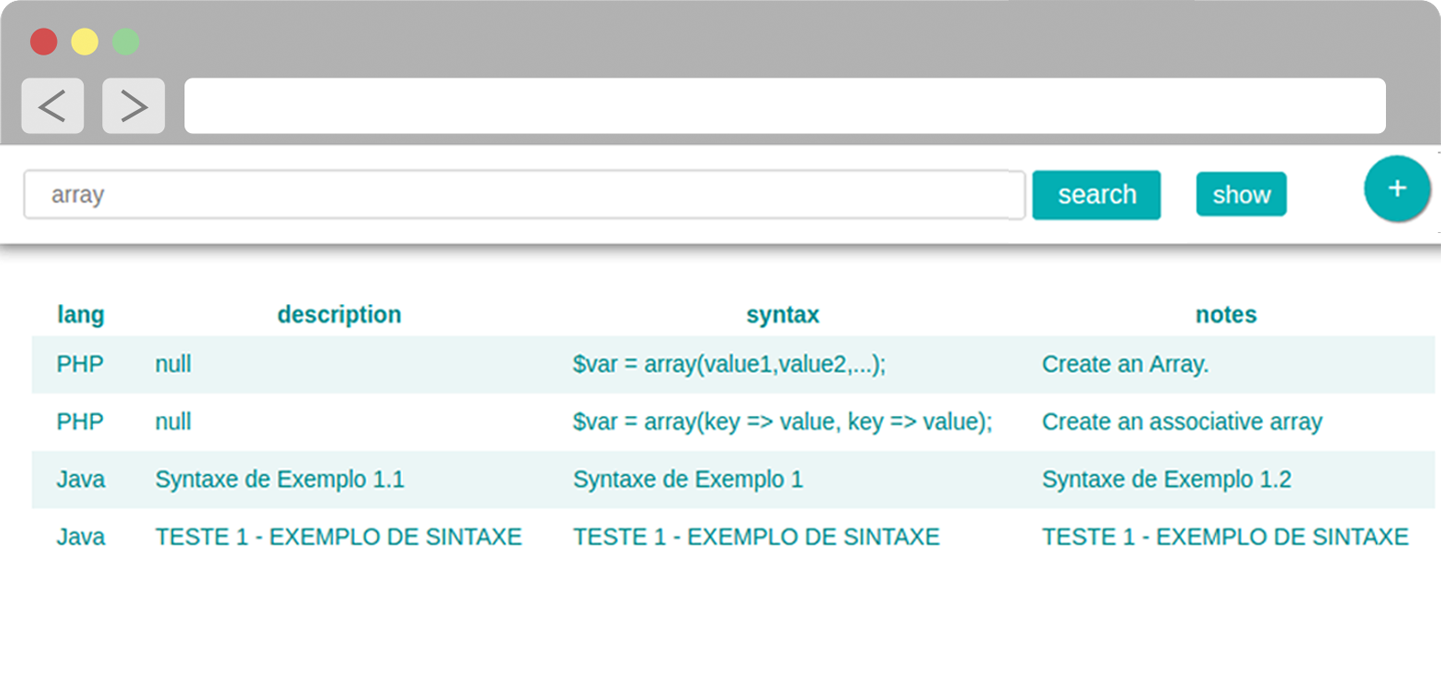 array search show +
lang description syntax notes
PHP null $var = array(value1,value2,...); Create an Array.
PHP null $var = array(key => value, key => value); Create an associative array
Java Syntaxe de Exemplo 1.1 Syntaxe de Exemplo 1 Syntaxe de Exemplo 1.2
Java TESTE 1 - EXEMPLO DE SINTAXE TESTE 1 - EXEMPLO DE SINTAXE TESTE 1 - EXEMPLO DE SINTAXE